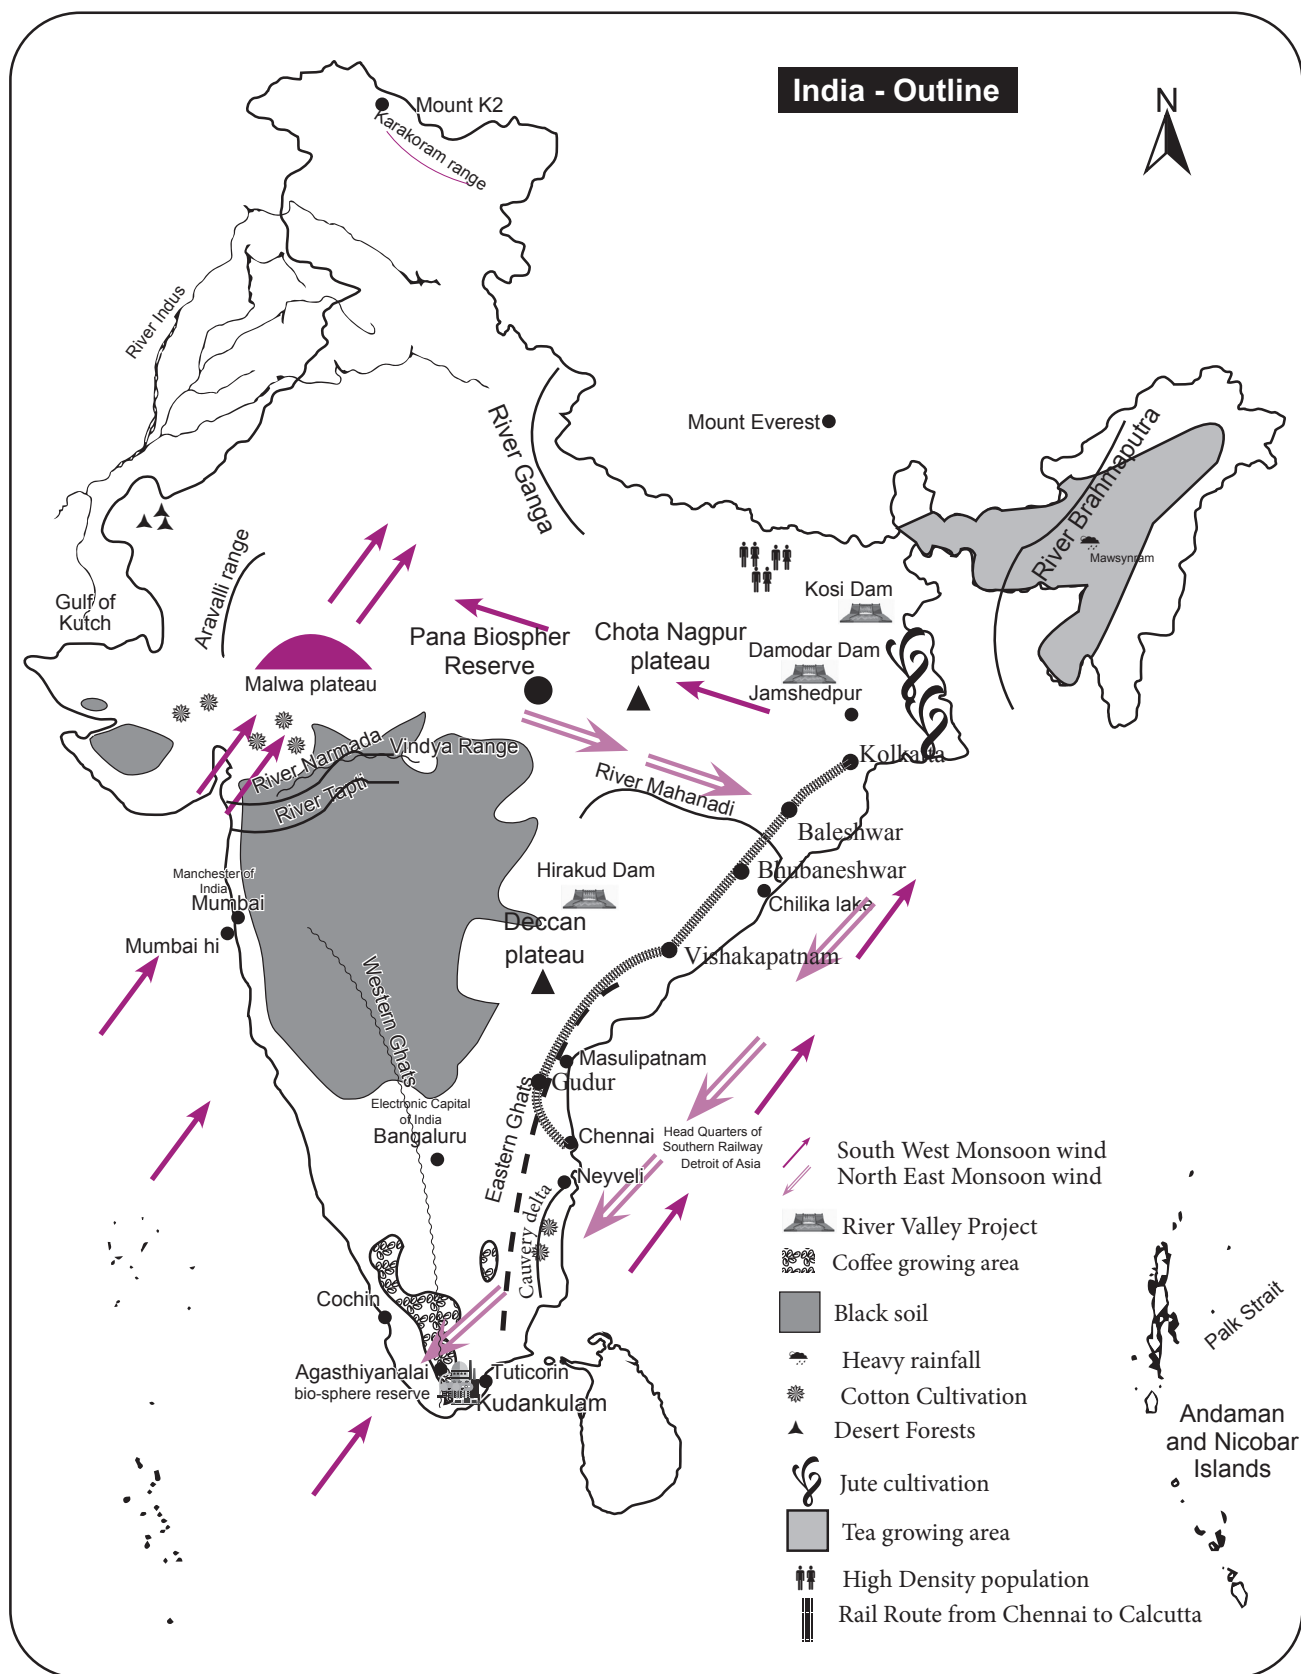 India - Outline
N
Mount K2
Karakoram range
River Indus
River Ganga
Mount Everest
River Brahmaputra
Mawsynram
Aravalli range
Gulf of
Kutch
Kosi Dam
Pana Biospher
Reserve
Chota Nagpur
plateau
Damodar Dam
Jamshedpur
Malwa plateau
Vindya Range
River Narmada
River Tapti
River Mahanadi
Kolkatta
Baleshwar
Bhubaneshwar
Chilika lake
Hirakud Dam
Manchester of
India
Mumbai
Mumbai hi
Deccan
plateau
Vishakapatnam
Western Ghats
Masulipatnam
Gudur
Eastern Ghats
Electronic Capital
of India
Bangaluru
Chennai
Head Quarters of
Southern Railway
Detroit of Asia
Neyveli
Cauvery delta
Cochin
Agasthiyanalai
bio-sphere reserve
Tuticorin
Kudankulam
South West Monsoon wind
North East Monsoon wind
River Valley Project
Coffee growing area
Black soil
Heavy rainfall
Cotton Cultivation
Desert Forests
Jute cultivation
Tea growing area
High Density population
Rail Route from Chennai to Calcutta
Palk Strait
Andaman
and Nicobar
Islands